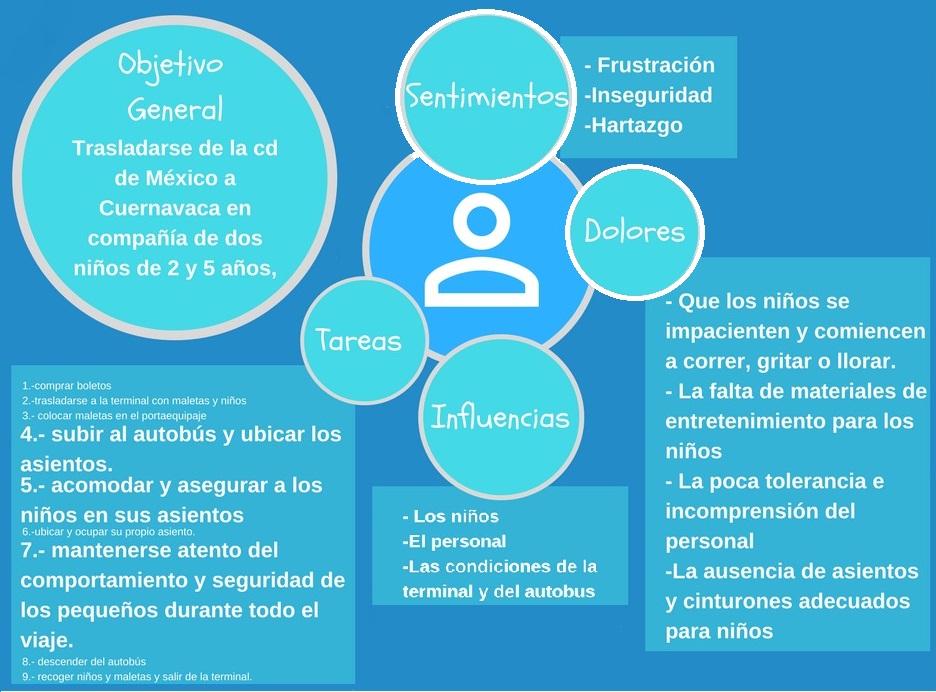 Objetivo
General
Trasladarse de la cd
de México a
Cuernavaca en
compañía de dos
niños de 2 y 5 años,
Sentimientos
- Frustración
-Inseguridad
-Hartazgo
Dolores
- Que los niños se
impacienten y comiencen
a correr, gritar o llorar.
- La falta de materiales de
entretenimiento para los
niños
- La poca tolerancia e
incomprensión del
personal
-La ausencia de asientos
y cinturones adecuados
para niños
Tareas
1.-comprar boletos
2.-trasladarse a la terminal con maletas y niños
3.- colocar maletas en el portaequipaje
4.- subir al autobús y ubicar los
asientos.
5.- acomodar y asegurar a los
niños en sus asientos
6.-ubicar y ocupar su propio asiento.
7.- mantenerse atento del
comportamiento y seguridad de
los pequeños durante todo el
viaje.
8.- descender del autobús
9.- recoger niños y maletas y salir de la terminal.
Influencias
- Los niños
-El personal
-Las condiciones de la
terminal y del autobus